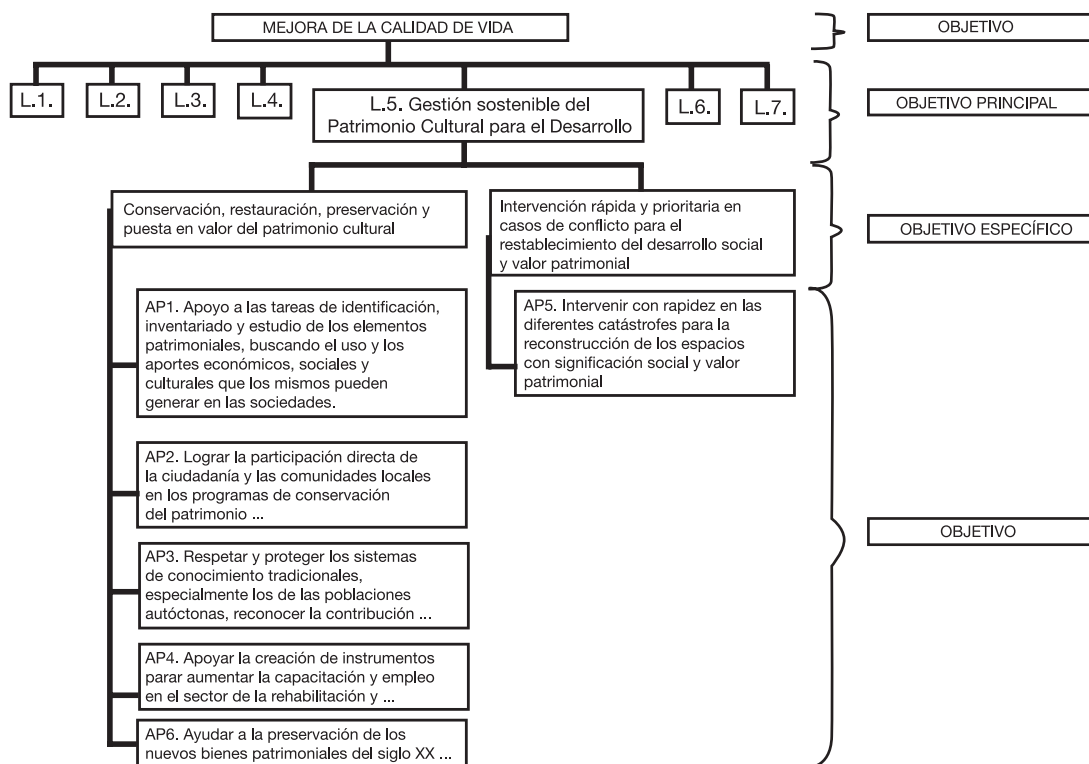 MEJORA DE LA CALIDAD DE VIDA
OBJETIVO
L.1.
L.2.
L.3.
L.4.
L.5. Gestión sostenible del
Patrimonio Cultural para el Desarrollo
L.6.
L.7.
OBJETIVO PRINCIPAL
Conservación, restauración, preservación y
puesta en valor del patrimonio cultural
Intervención rápida y prioritaria en
casos de conflicto para el
restablecimiento del desarrollo social
y valor patrimonial
OBJETIVO ESPECÍFICO
AP1. Apoyo a las tareas de identificación,
inventariado y estudio de los elementos
patrimoniales, buscando el uso y los
aportes económicos, sociales y
culturales que los mismos pueden
generar en las sociedades.
AP5. Intervenir con rapidez en las
diferentes catástrofes para la
reconstrucción de los espacios
con significación social y valor
patrimonial
AP2. Lograr la participación directa de
la ciudadanía y las comunidades locales
en los programas de conservación
del patrimonio ...
OBJETIVO
AP3. Respetar y proteger los sistemas
de conocimiento tradicionales,
especialmente los de las poblaciones
autóctonas, reconocer la contribución ...
AP4. Apoyar la creación de instrumentos
parar aumentar la capacitación y empleo
en el sector de la rehabilitación y ...
AP6. Ayudar a la preservación de los
nuevos bienes patrimoniales del siglo XX ...